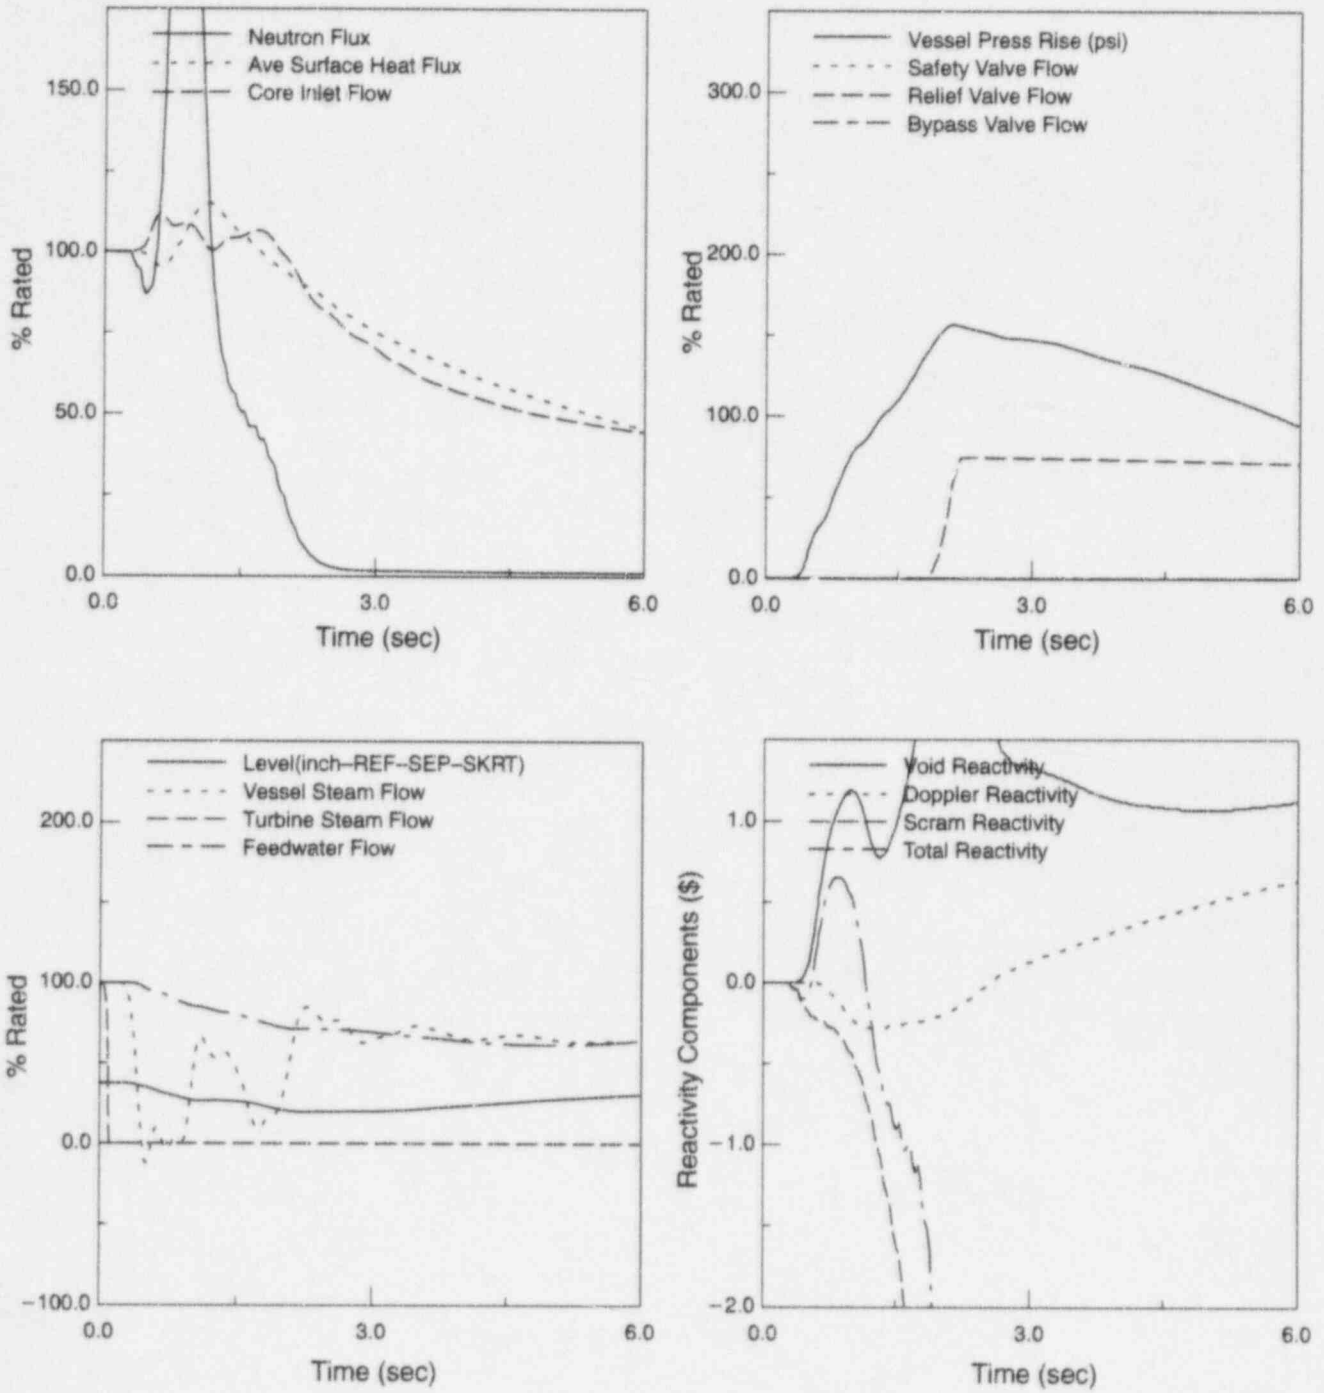 Neutron Flux
Ave Surface Heat Flux
Core Inlet Flow
150.0
100.0
50.0
0.0
% Rated
0.0 3.0 6.0
Time (sec)
Vessel Press Rise (psi)
Safety Valve Flow
Relief Valve Flow
Bypass Valve Flow
300.0
200.0
100.0
0.0
% Rated
0.0 3.0 6.0
Time (sec)
Level(inch-REF-SEP-SKRT)
Vessel Steam Flow
Turbine Steam Flow
Feedwater Flow
200.0
100.0
0.0
-100.0
% Rated
0.0 3.0 6.0
Time (sec)
Void Reactivity
Doppler Reactivity
Scram Reactivity
Total Reactivity
1.0
0.0
-1.0
-2.0
Reactivity Components ($)
0.0 3.0 6.0
Time (sec)